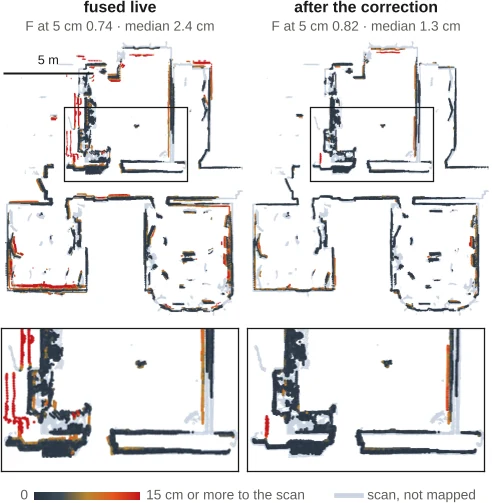 fused live
F at 5 cm 0.74 · median 2.4 cm
after the correction
F at 5 cm 0.82 · median 1.3 cm
5 m
0
15 cm or more to the scan
scan, not mapped